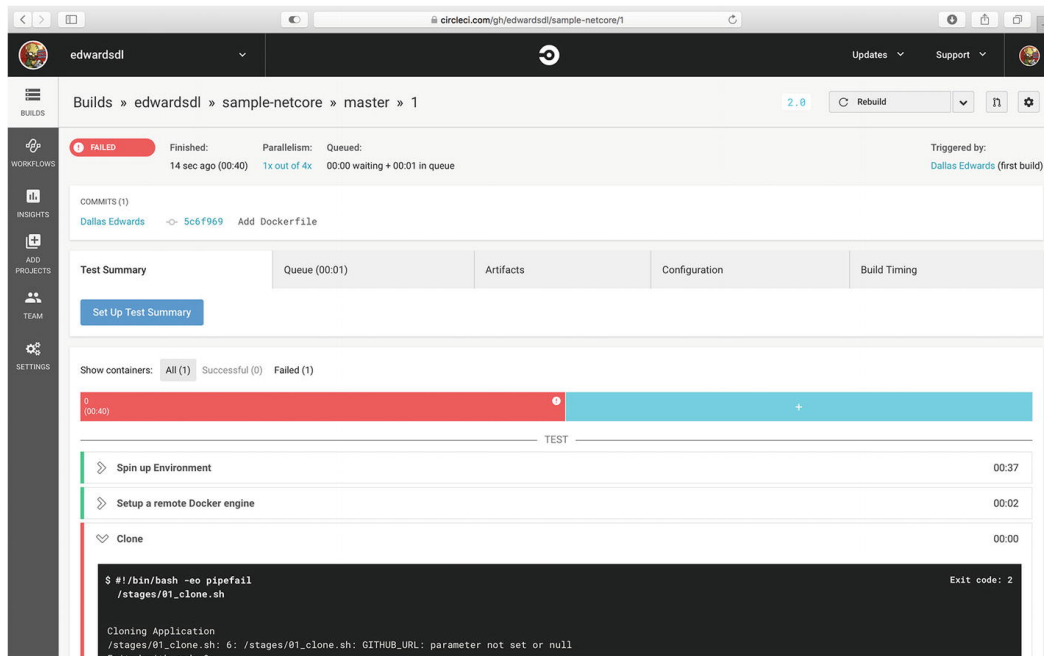 circleci.com/gh/edwardsdl/sample-netcore/1
edwardsdl
Updates
Support
BUILDS
WORKFLOWS
INSIGHTS
ADD
PROJECTS
TEAM
SETTINGS
Builds » edwardsdl » sample-netcore » master » 1
2.0
Rebuild
FAILED
Finished:
Parallelism:
Queued:
Triggered by:
14 sec ago (00:40)
1x out of 4x
00:00 waiting + 00:01 in queue
Dallas Edwards (first build)
COMMITS (1)
Dallas Edwards 5c6f969 Add Dockerfile
Test Summary
Queue (00:01)
Artifacts
Configuration
Build Timing
Set Up Test Summary
Show containers: All (1) Successful (0) Failed (1)
0
(00:40)
+
TEST
Spin up Environment 00:37
Setup a remote Docker engine 00:02
Clone 00:00
$ #!/bin/bash -eo pipefail Exit code: 2
/stages/01_clone.sh
Cloning Application
/stages/01_clone.sh: 6: /stages/01_clone.sh: GITHUB_URL: parameter not set or null